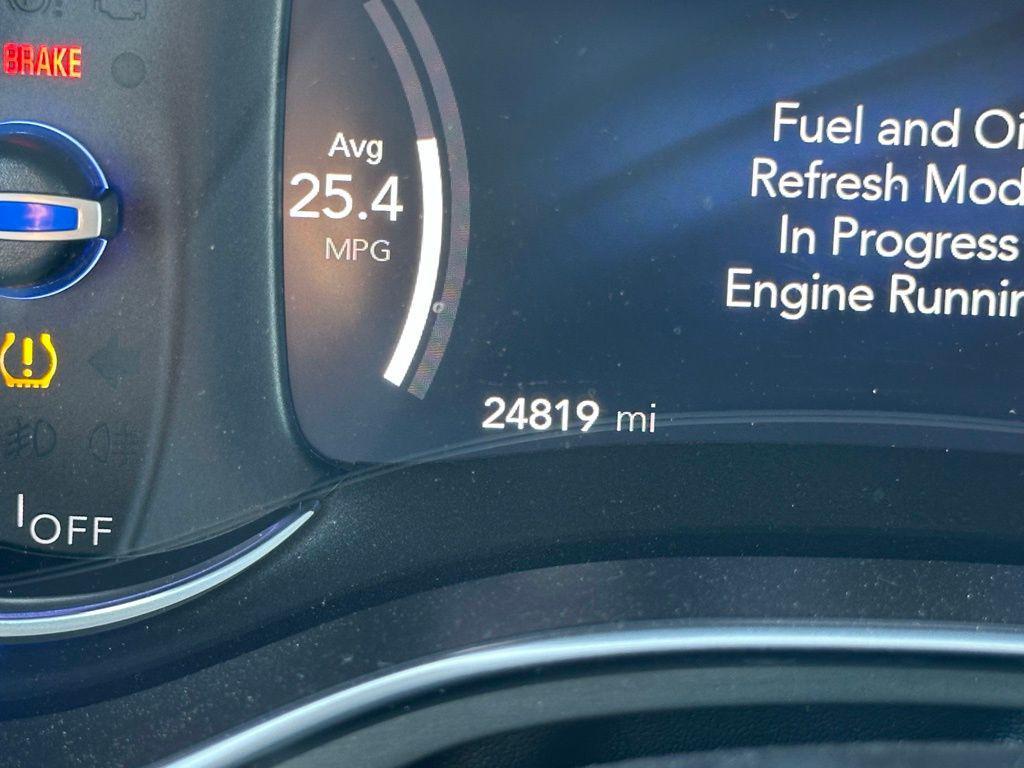 BRAKE
Avg
25.4
MPG
Fuel and Oi
Refresh Mod
In Progress
Engine Runnin
24819 mi
OFF